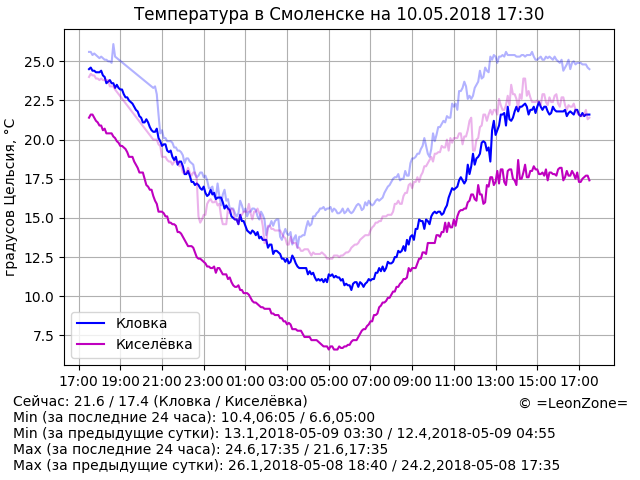 Температура в Смоленске на 10.05.2018 17:30
градусов Цельсия, °C
25.0
22.5
20.0
17.5
15.0
12.5
10.0
7.5
Кловка
Киселёвка
17:00 19:00 21:00 23:00 01:00 03:00 05:00 07:00 09:00 11:00 13:00 15:00 17:00
Сейчас: 21.6 / 17.4 (Кловка / Киселёвка)
© =LeonZone=
Min (за последние 24 часа): 10.4,06:05 / 6.6,05:00
Min (за предыдущие сутки): 13.1,2018-05-09 03:30 / 12.4,2018-05-09 04:55
Max (за последние 24 часа): 24.6,17:35 / 21.6,17:35
Max (за предыдущие сутки): 26.1,2018-05-08 18:40 / 24.2,2018-05-08 17:35